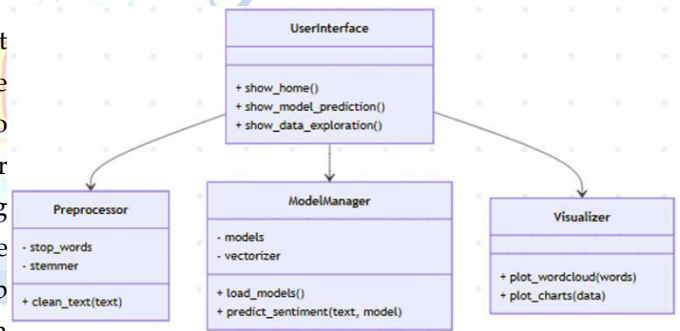 UserInterface
+ show_home()
+ show_model_prediction()
+ show_data_exploration()
Preprocessor
- stop_words
- stemmer
+ clean_text(text)
ModelManager
- models
- vectorizer
+ load_models()
+ predict_sentiment(text, model)
Visualizer
+ plot_wordcloud(words)
+ plot_charts(data)